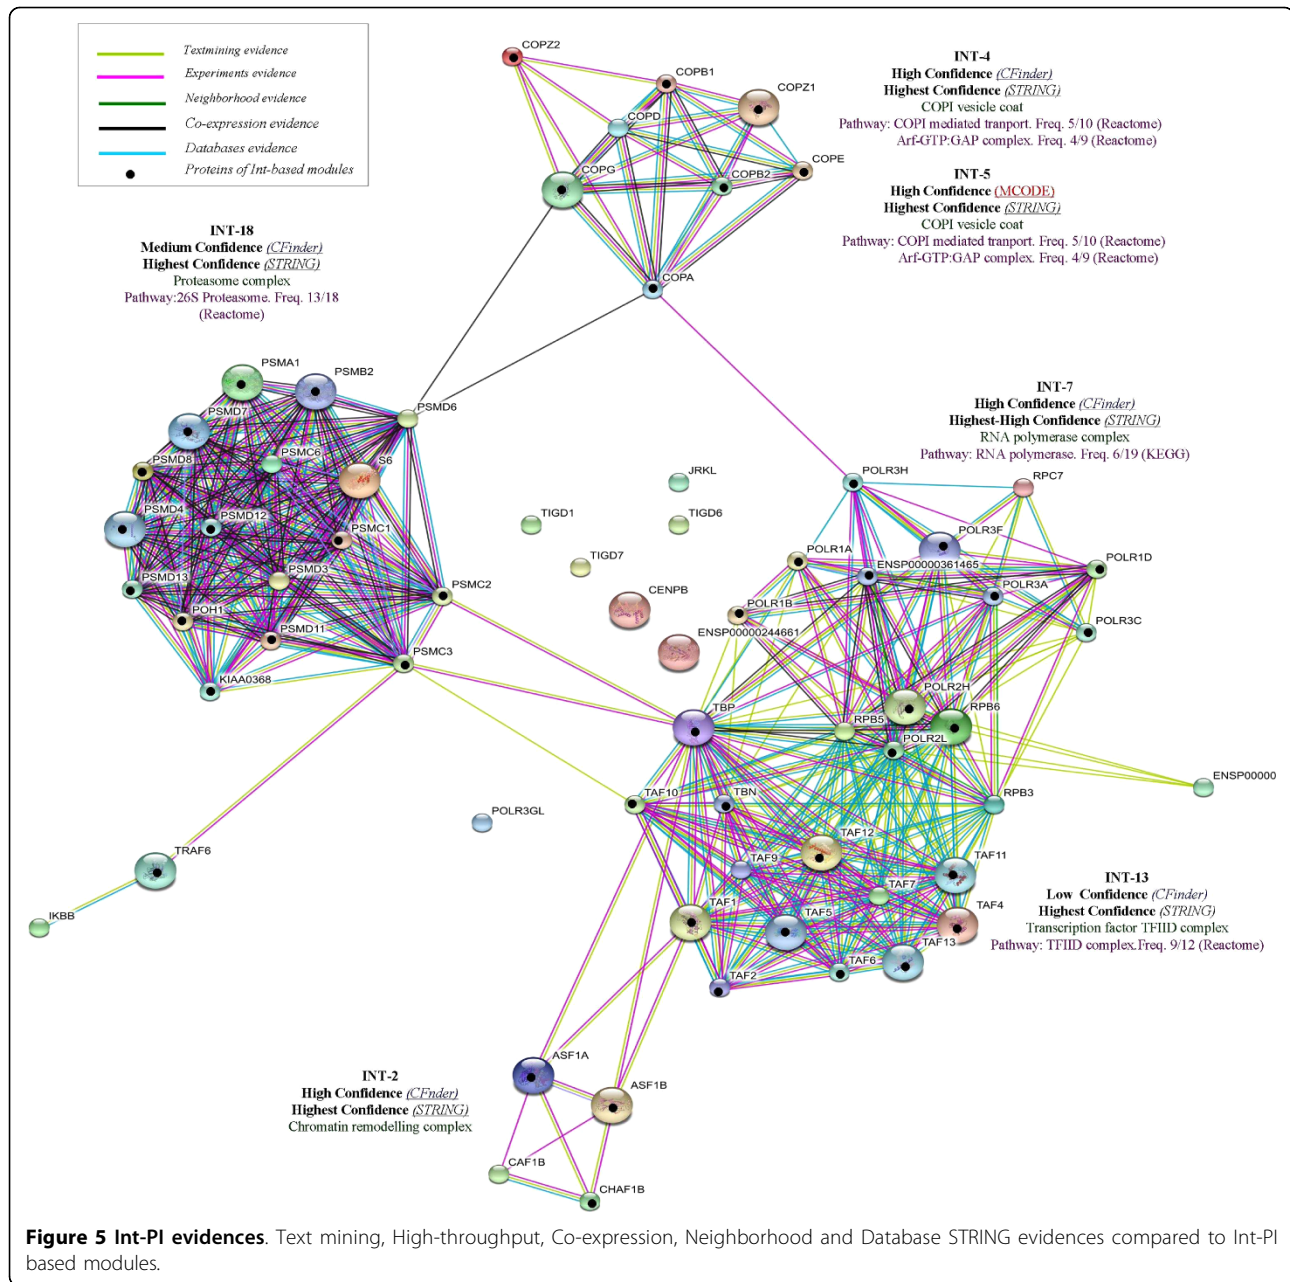 Textmining evidence
Experiments evidence
Neighborhood evidence
Co-expression evidence
Databases evidence
Proteins of Int-based modules
COPZ2
COPB1
COPZ1
COPD
COPE
COPG
COPB2
COPA
INT-4
High Confidence (CFinder)
Highest Confidence (STRING)
COPI vesicle coat
Pathway: COPI mediated tranport. Freq. 5/10 (Reactome)
Arf-GTP:GAP complex. Freq. 4/9 (Reactome)
INT-5
High Confidence (MCODE)
Highest Confidence (STRING)
COPI vesicle coat
Pathway: COPI mediated tranport. Freq. 5/10 (Reactome)
Arf-GTP:GAP complex. Freq. 4/9 (Reactome)
INT-18
Medium Confidence (CFinder)
Highest Confidence (STRING)
Proteasome complex
Pathway:26S Proteasome. Freq. 13/18
(Reactome)
PSMA1
PSMB2
PSMD7
PSMD6
PSMD8
PSMC6
S6
PSMD4
PSMD12
PSMC1
PSMD13
PSMD3
PSMC2
POH1
PSMD11
PSMC3
KIAA0368
JRKL
TIGD1
TIGD6
TIGD7
CENPB
ENSP00000244661
INT-7
High Confidence (CFinder)
Highest-High Confidence (STRING)
RNA polymerase complex
Pathway: RNA polymerase. Freq. 6/19 (KEGG)
POLR3H
RPC7
POLR3F
POLR1A
ENSP00000361465
POLR1D
POLR3A
POLR1B
POLR3C
POLR2H
TBP
RPB5
RPB6
POLR2L
ENSP00000
RPB3
TAF10
TBN
POLR3GL
TAF12
TAF9
TAF11
TAF7
TAF1
TAF5
TAF4
TAF13
TAF6
TAF2
TRAF6
IKBB
INT-13
Low Confidence (CFinder)
Highest Confidence (STRING)
Transcription factor TFIID complex
Pathway: TFIID complex.Freq. 9/12 (Reactome)
INT-2
High Confidence (CFnder)
Highest Confidence (STRING)
Chromatin remodelling complex
ASF1A
ASF1B
CAF1B
CHAF1B
Figure 5 Int-PI evidences. Text mining, High-throughput, Co-expression, Neighborhood and Database STRING evidences compared to Int-PI
based modules.